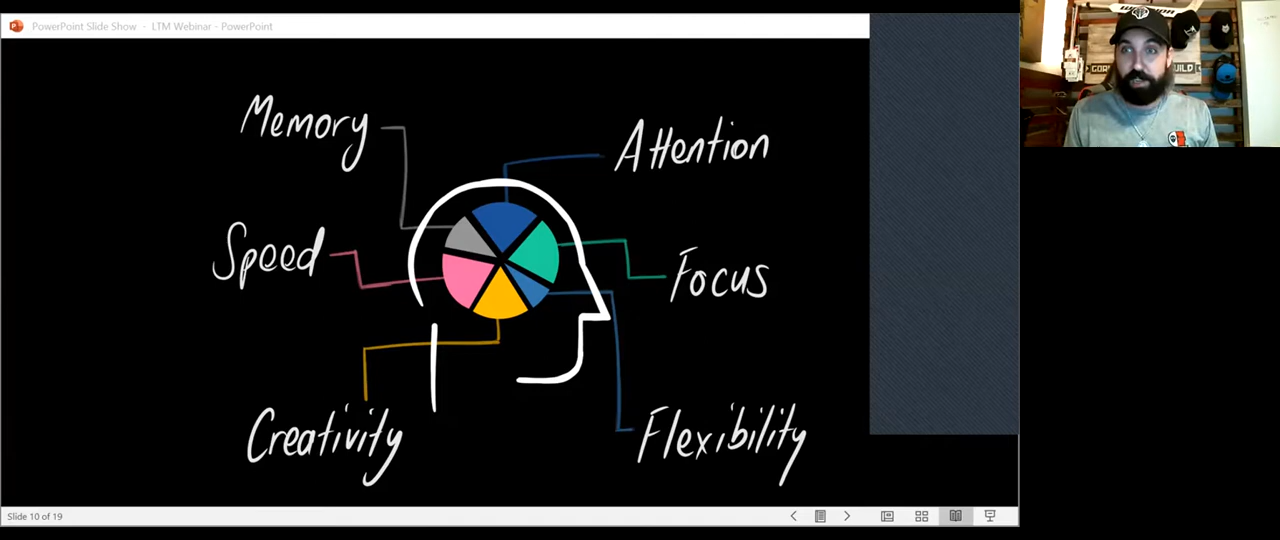 PowerPoint Slide Show - LTM Webinar - PowerPoint
Memory
Attention
Speed
Focus
Creativity
Flexibility
Slide 10 of 19